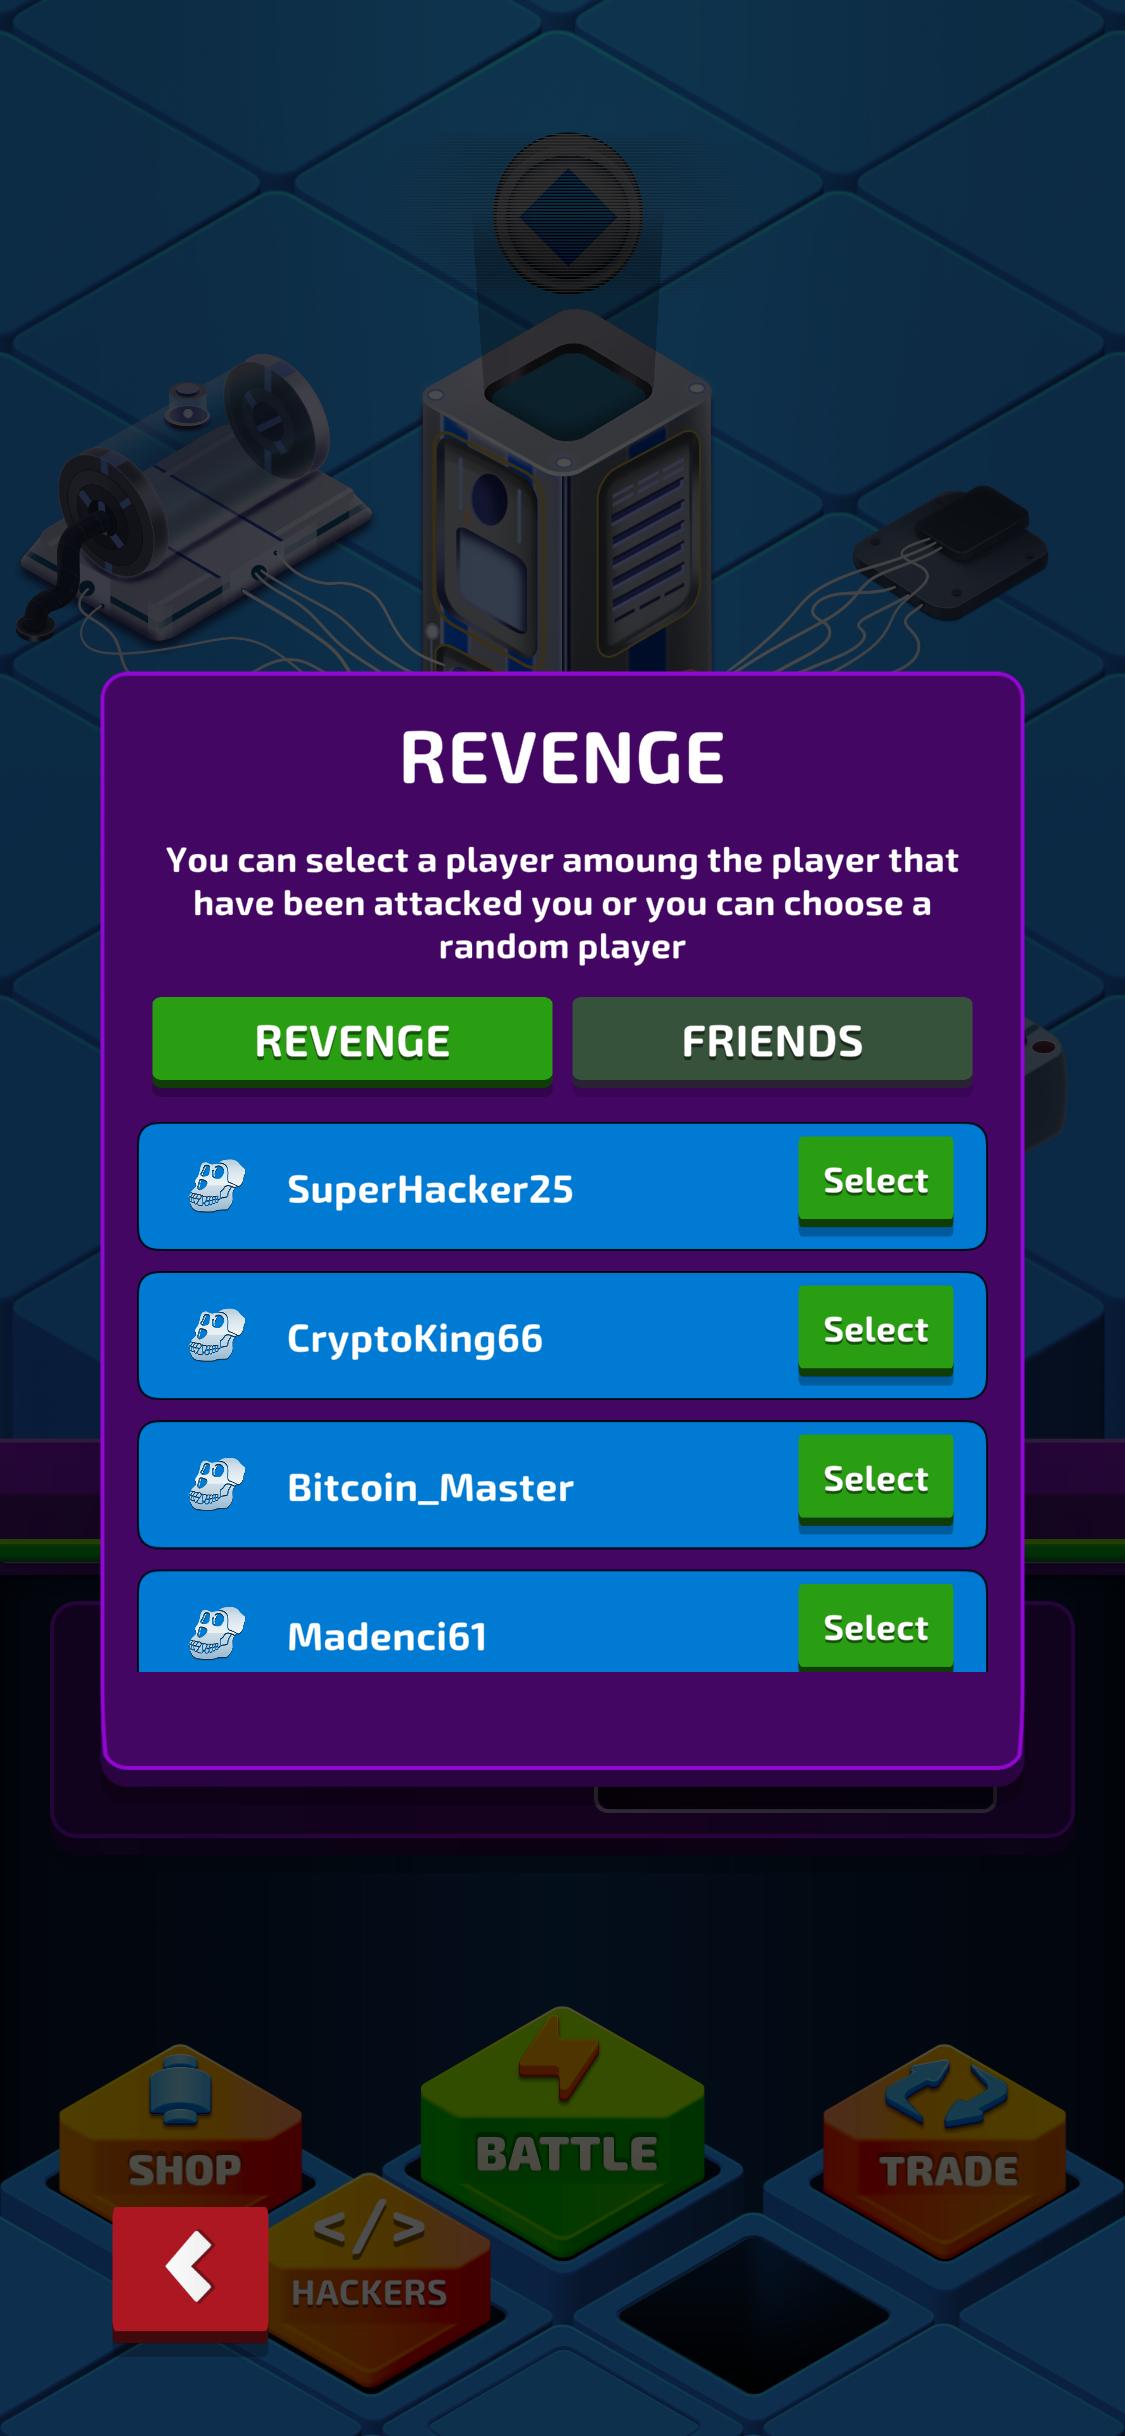 REVENGE
You can select a player amoung the player that
have been attacked you or you can choose a
random player
REVENGE
FRIENDS
SuperHacker25
Select
CryptoKing66
Select
Bitcoin_Master
Select
Madenci61
Select
BATTLE
SHOP
TRADE
</>
HACKERS